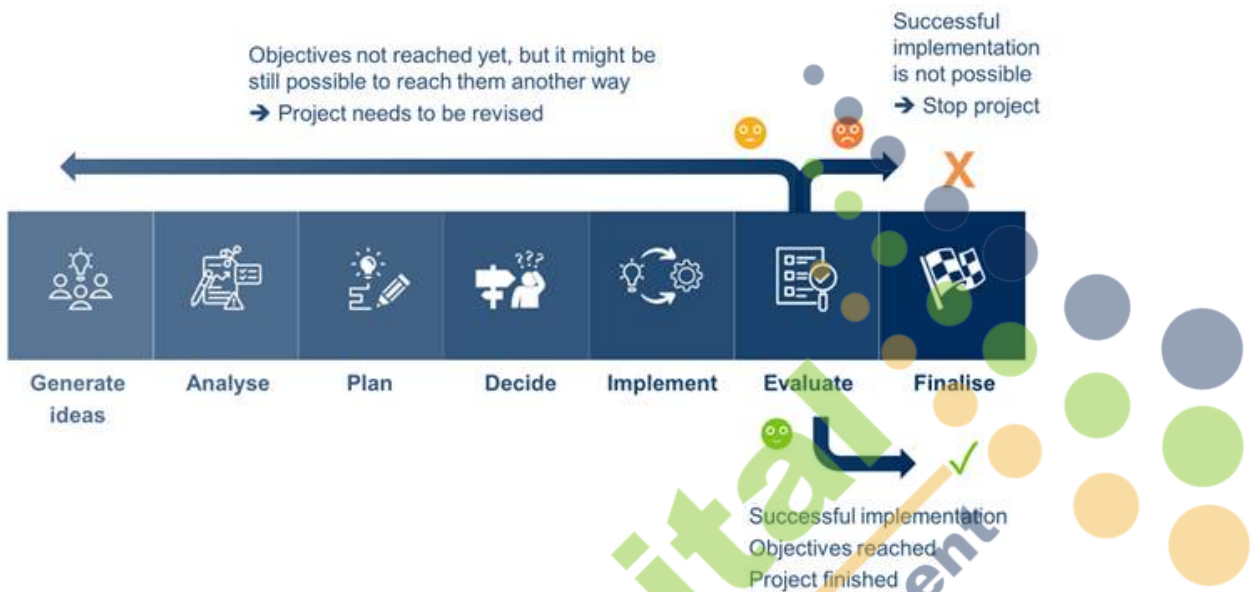 Successful
implementation
is not possible
➔ Stop project
Objectives not reached yet, but it might be
still possible to reach them another way
➔ Project needs to be revised
X
???
Generate
ideas
Analyse
Plan
Decide
Implement
Evaluate
Finalise
Successful implementation
Objectives reached
Project finished
ital
ent